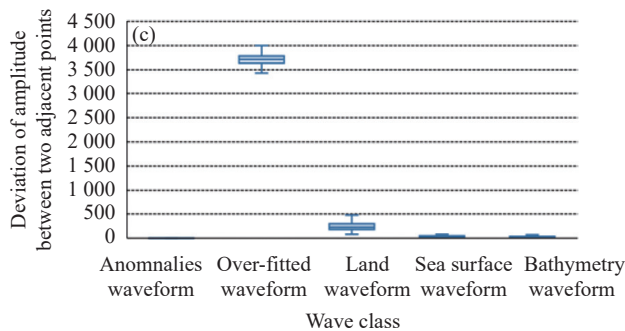 (c)
Deviation of amplitude
between two adjacent points
4 500
4 000
3 500
3 000
2 500
2 000
1 500
1 000
500
0
Anomnalies
waveform
Over-fitted
waveform
Land
waveform
Sea surface
waveform
Bathymetry
waveform
Wave class